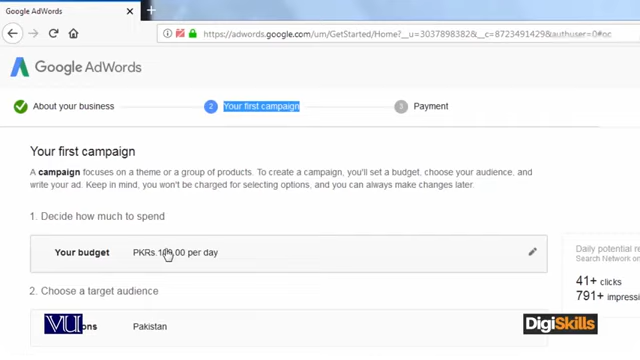 Google AdWords
https://adwords.google.com/um/GetStarted/Home?__u=3037898382&__c=8723491429&authuser=0#oc
Google AdWords
About your business
2 Your first campaign
3 Payment
Your first campaign
A campaign focuses on a theme or a group of products. To create a campaign, you'll set a budget, choose your audience, and
write your ad. Keep in mind, you won't be charged for selecting options, and you can always make changes later.
1. Decide how much to spend
Your budget PKRs. per day
Daily potential re
Search Network on
41+ clicks
791+ impressi
2. Choose a target audience
VU ons Pakistan
DigiSkills